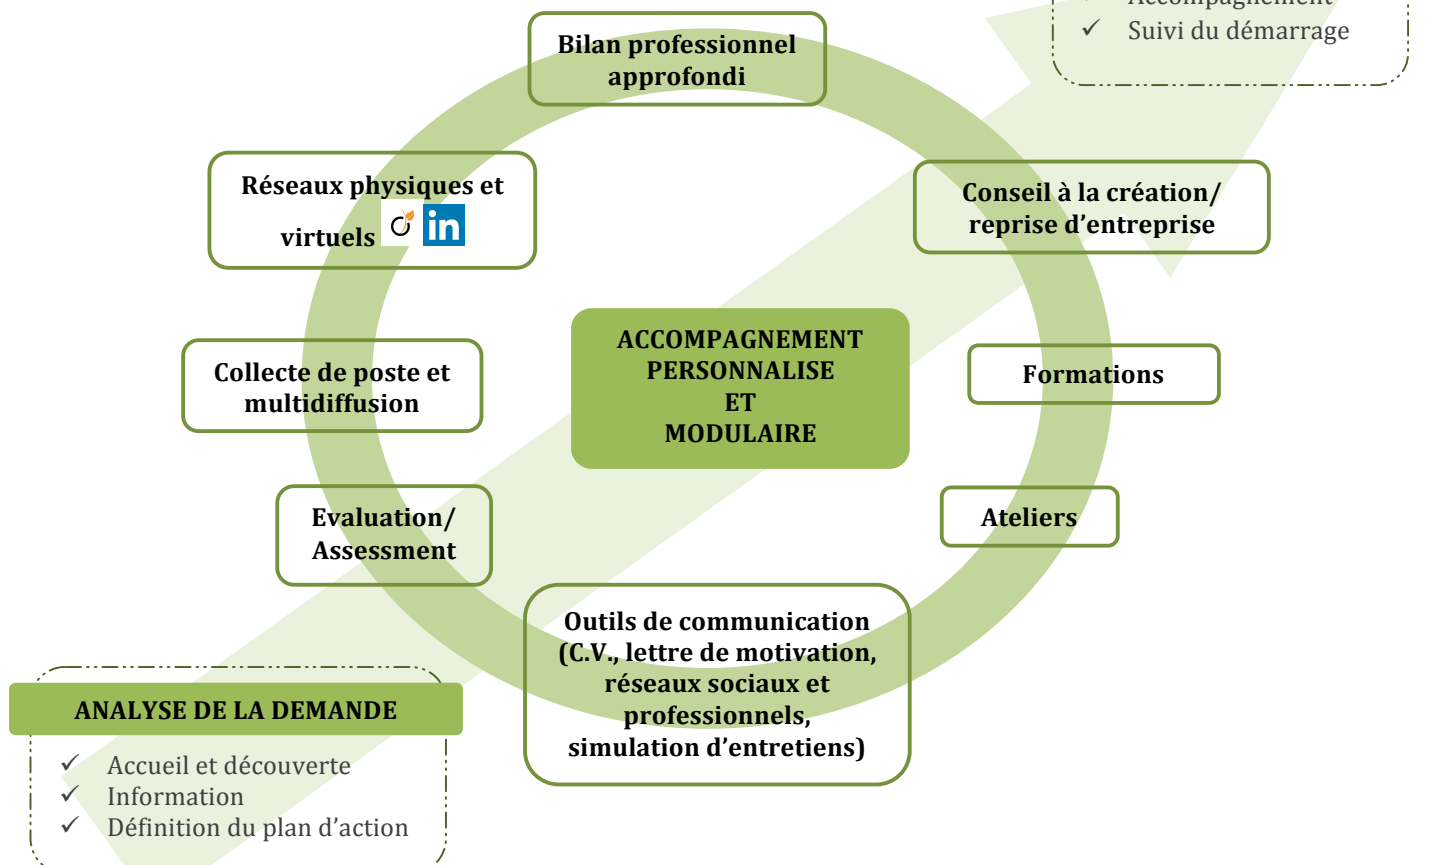 Accompagnement
Suivi du démarrage
Bilan professionnel
approfondi
Réseaux physiques et
virtuels in
Conseil à la création/
reprise d’entreprise
ACCOMPAGNEMENT
PERSONNALISE
ET
MODULAIRE
Collecte de poste et
multidiffusion
Formations
Evaluation/
Assessment
Ateliers
Outils de communication
(C.V., lettre de motivation,
réseaux sociaux et
professionnels,
simulation d’entretiens)
ANALYSE DE LA DEMANDE
Accueil et découverte
Information
Définition du plan d’action